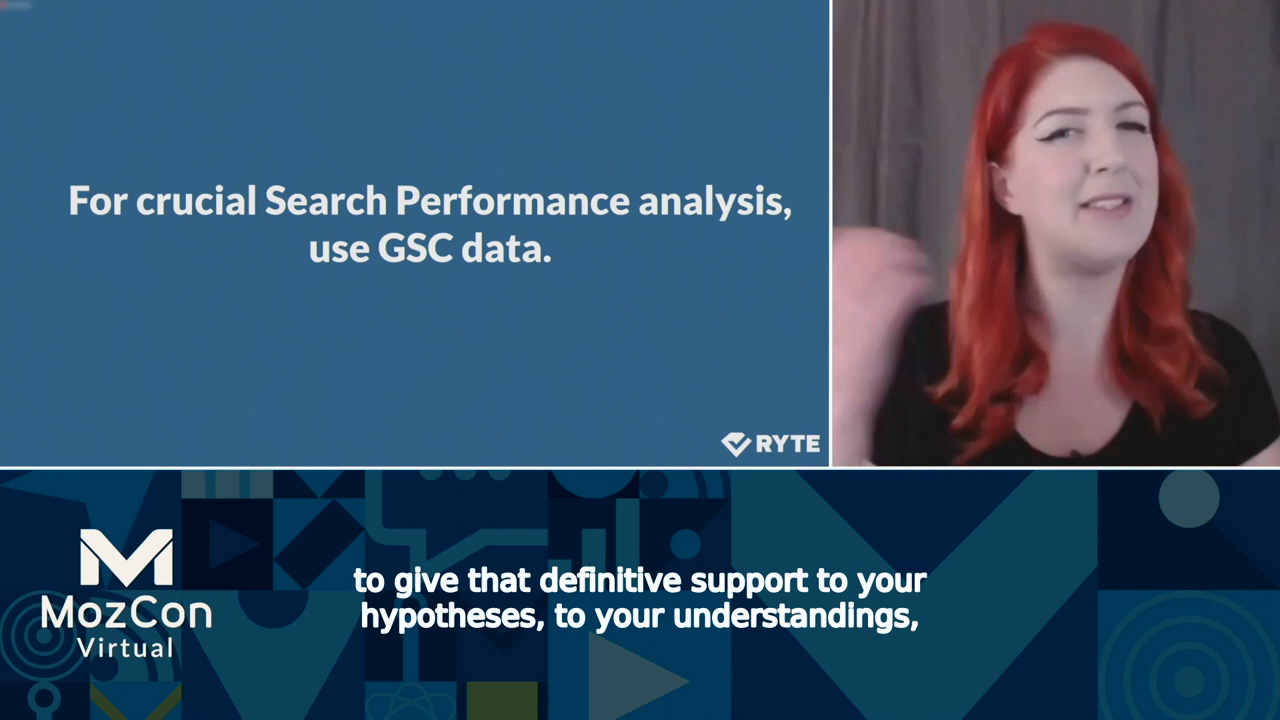 For crucial Search Performance analysis,
use GSC data.
RYTE
MozCon
Virtual
to give that definitive support to your
hypotheses, to your understandings,